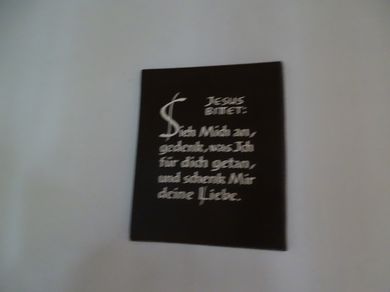 JESUS
BITTET:
Sieh Mich an,
gedenk, was Ich
für dich getan,
und schenk Mir
deine Liebe.